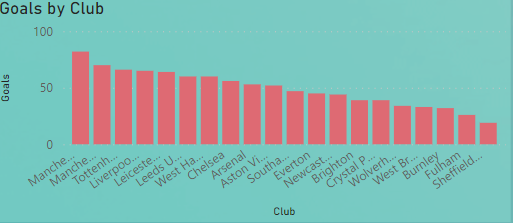 Goals by Club
100
50
0
Goals
Manche...
Manche...
Tottenh...
Liverpoo...
Leiceste...
Leeds U...
West Ha...
Chelsea
Arsenal
Aston Vi...
Southa...
Everton
Newcast...
Brighton
Crystal P...
Wolverh...
West Br...
Burnley
Fulham
Sheffield...
Club